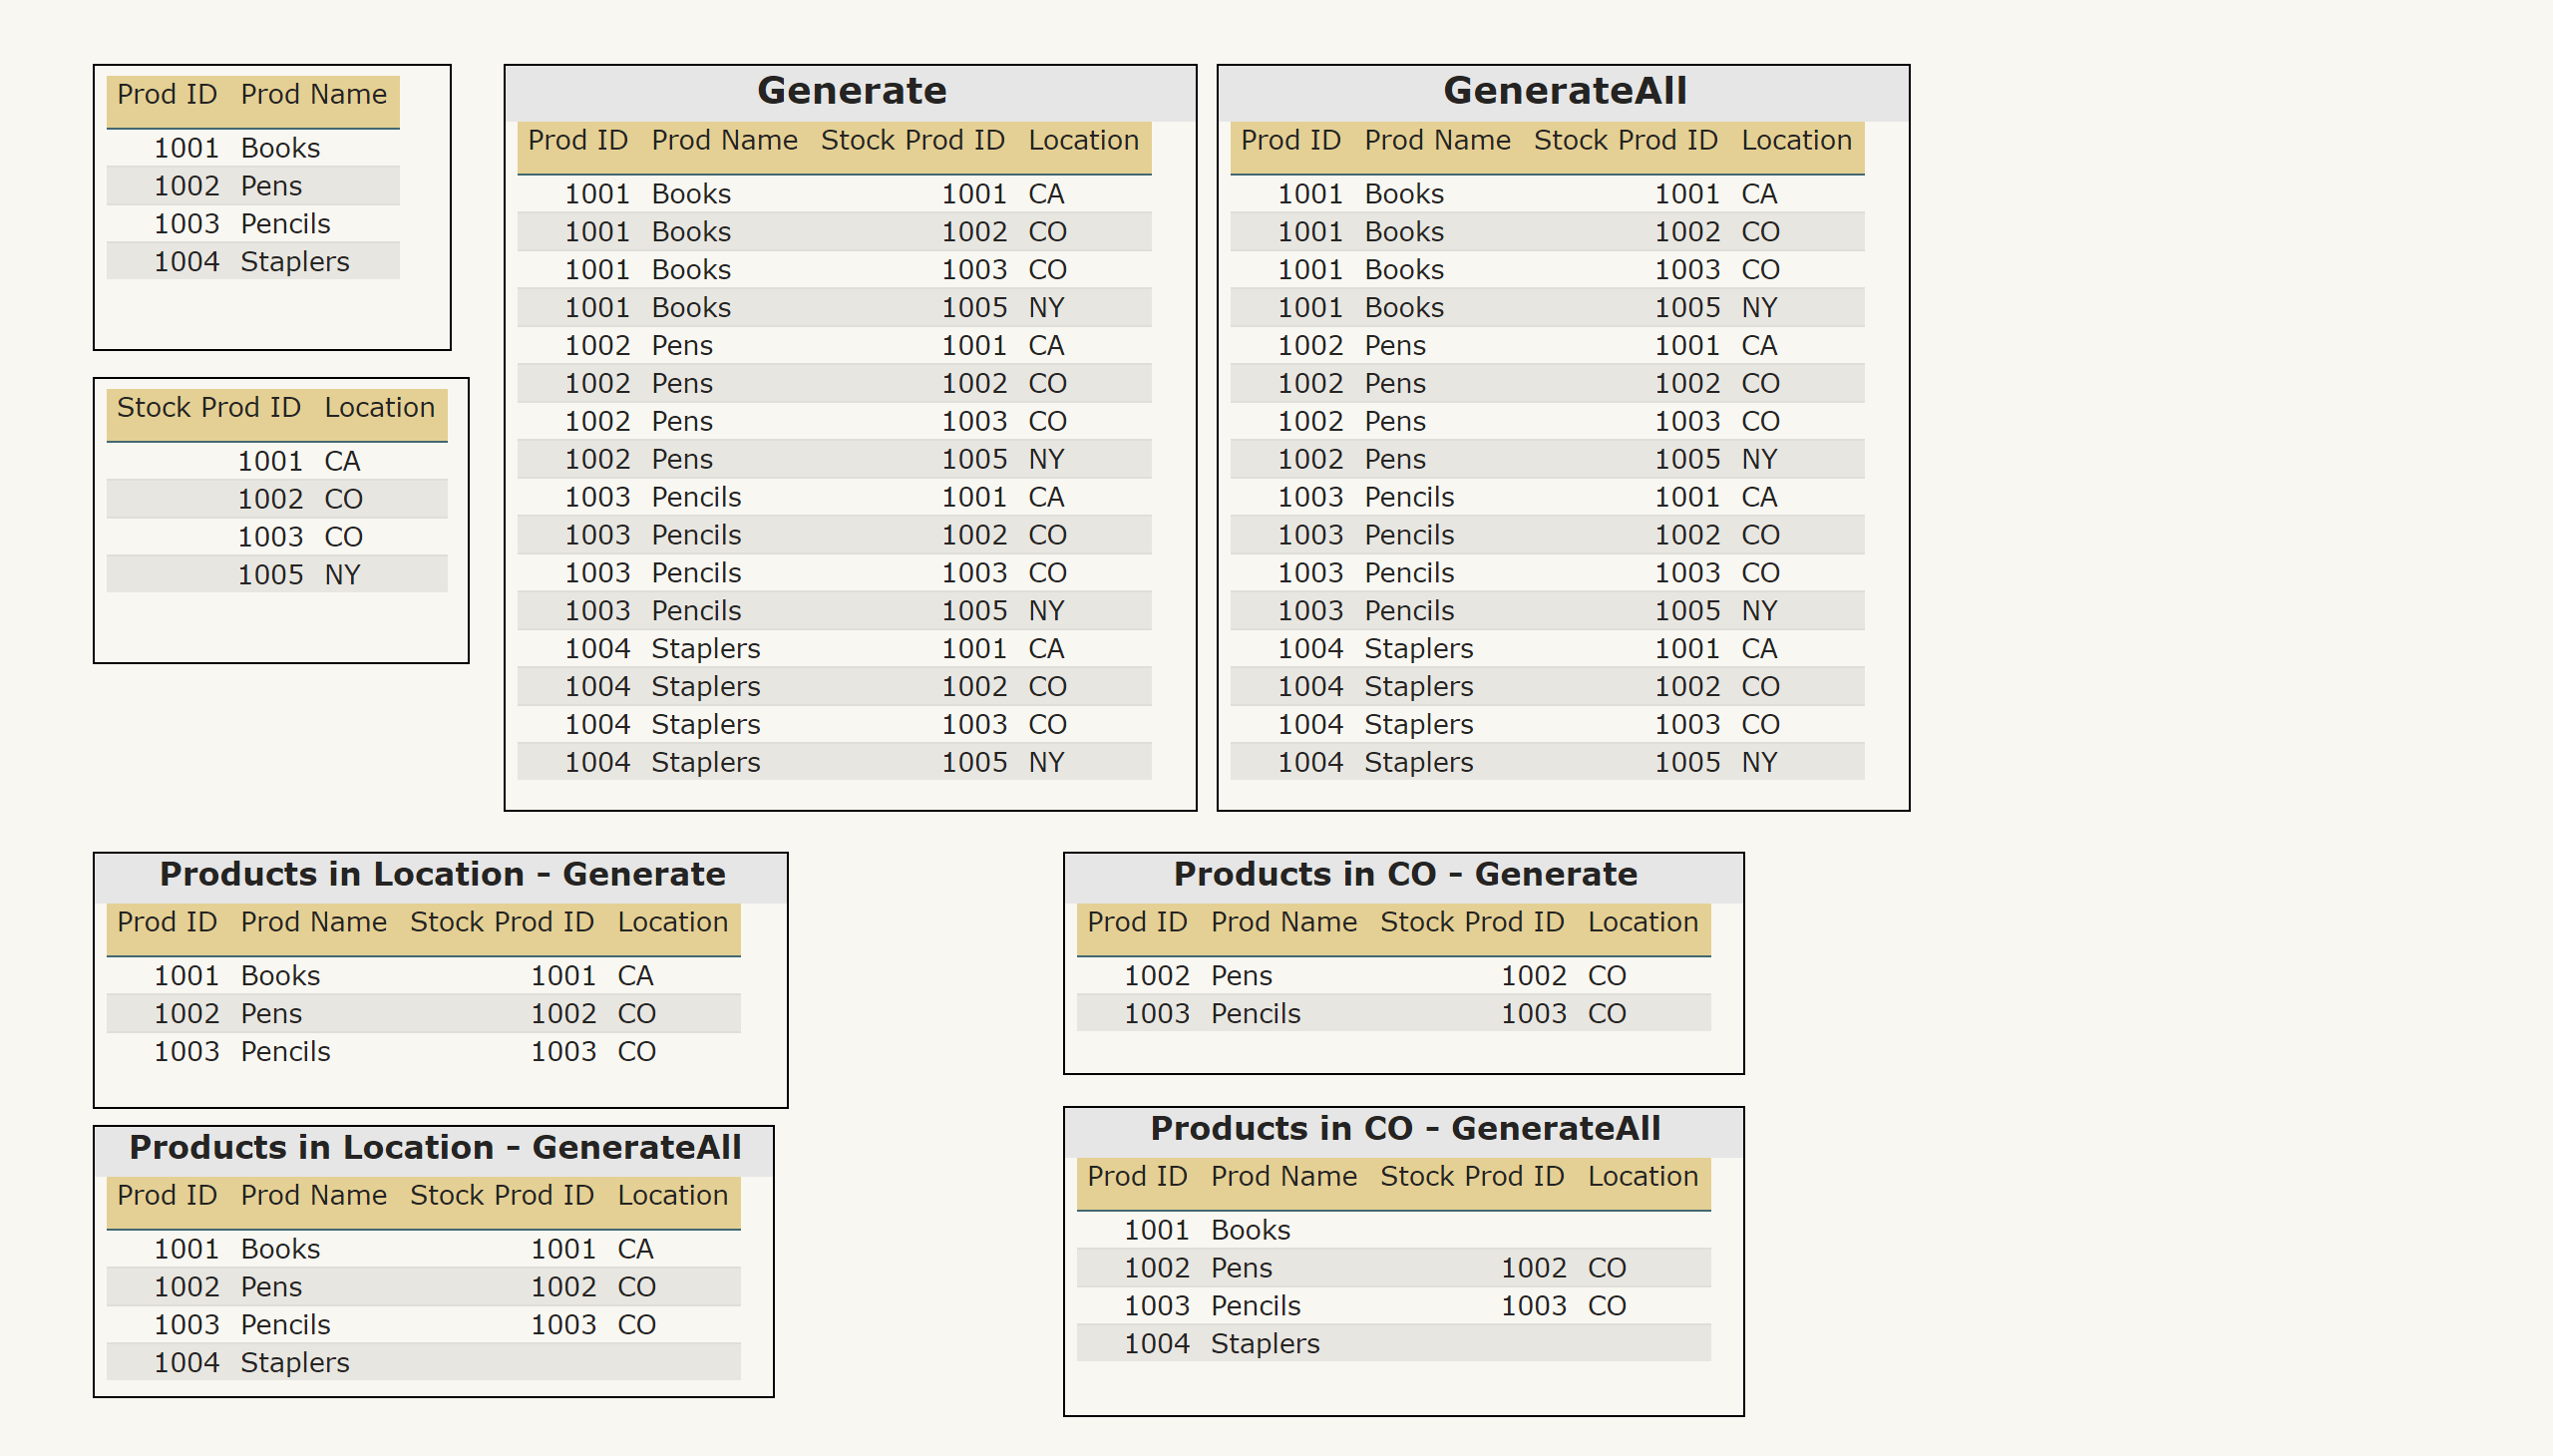 Prod ID Prod Name
1001 Books
1002 Pens
1003 Pencils
1004 Staplers
Stock Prod ID Location
1001 CA
1002 CO
1003 CO
1005 NY
Generate
Prod ID Prod Name Stock Prod ID Location
1001 Books 1001 CA
1001 Books 1002 CO
1001 Books 1003 CO
1001 Books 1005 NY
1002 Pens 1001 CA
1002 Pens 1002 CO
1002 Pens 1003 CO
1002 Pens 1005 NY
1003 Pencils 1001 CA
1003 Pencils 1002 CO
1003 Pencils 1003 CO
1003 Pencils 1005 NY
1004 Staplers 1001 CA
1004 Staplers 1002 CO
1004 Staplers 1003 CO
1004 Staplers 1005 NY
GenerateAll
Prod ID Prod Name Stock Prod ID Location
1001 Books 1001 CA
1001 Books 1002 CO
1001 Books 1003 CO
1001 Books 1005 NY
1002 Pens 1001 CA
1002 Pens 1002 CO
1002 Pens 1003 CO
1002 Pens 1005 NY
1003 Pencils 1001 CA
1003 Pencils 1002 CO
1003 Pencils 1003 CO
1003 Pencils 1005 NY
1004 Staplers 1001 CA
1004 Staplers 1002 CO
1004 Staplers 1003 CO
1004 Staplers 1005 NY
Products in Location – Generate
Prod ID Prod Name Stock Prod ID Location
1001 Books 1001 CA
1002 Pens 1002 CO
1003 Pencils 1003 CO
Products in Location – GenerateAll
Prod ID Prod Name Stock Prod ID Location
1001 Books 1001 CA
1002 Pens 1002 CO
1003 Pencils 1003 CO
1004 Staplers
Products in CO – Generate
Prod ID Prod Name Stock Prod ID Location
1002 Pens 1002 CO
1003 Pencils 1003 CO
Products in CO – GenerateAll
Prod ID Prod Name Stock Prod ID Location
1001 Books
1002 Pens 1002 CO
1003 Pencils 1003 CO
1004 Staplers